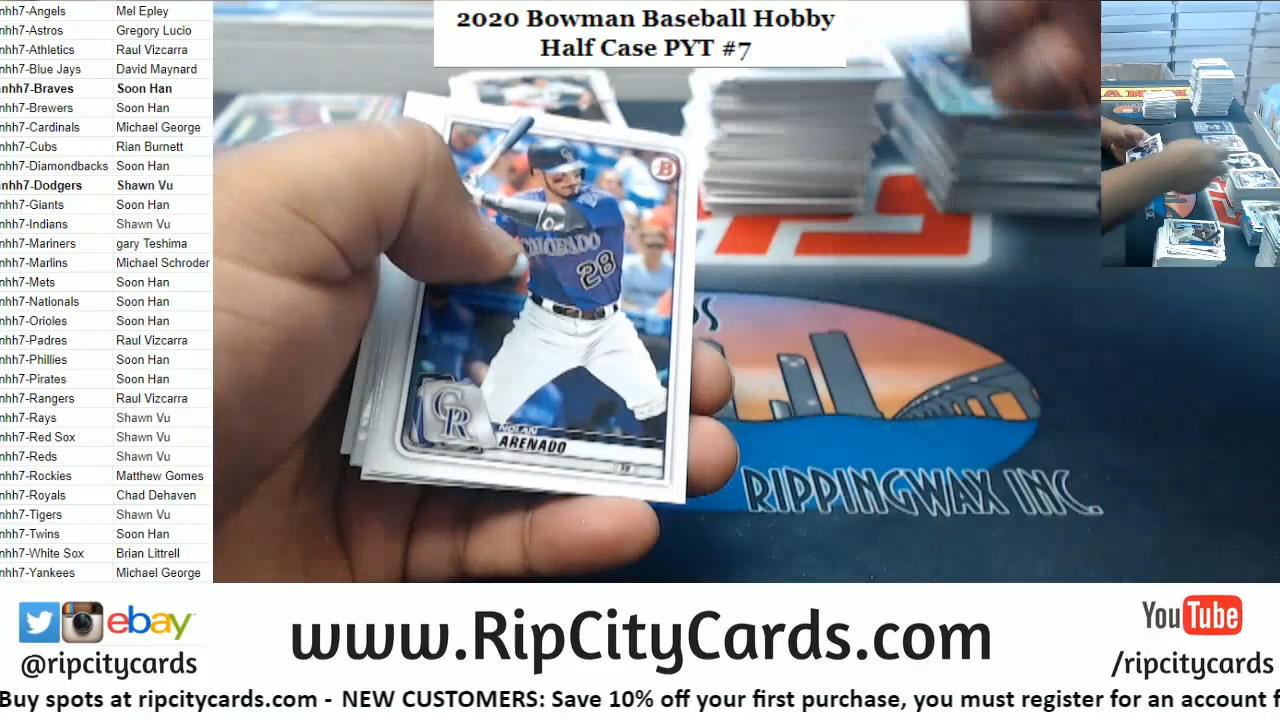 2020 Bowman Baseball Hobby
Half Case PYT #7
nhh7-Angels Mel Epley
nhh7-Astros Gregory Lucio
nhh7-Athletics Raul Vizcarra
nhh7-Blue Jays David Maynard
nhh7-Braves Soon Han
nhh7-Brewers Soon Han
nhh7-Cardinals Michael George
nhh7-Cubs Rian Burnett
nhh7-Diamondbacks Soon Han
nhh7-Dodgers Shawn Vu
nhh7-Giants Soon Han
nhh7-Indians Shawn Vu
nhh7-Mariners gary Teshima
nhh7-Marlins Michael Schroder
nhh7-Mets Soon Han
nhh7-Nationals Soon Han
nhh7-Orioles Soon Han
nhh7-Padres Raul Vizcarra
nhh7-Phillies Soon Han
nhh7-Pirates Soon Han
nhh7-Rangers Raul Vizcarra
nhh7-Rays Shawn Vu
nhh7-Red Sox Shawn Vu
nhh7-Reds Shawn Vu
nhh7-Rockies Matthew Gomes
nhh7-Royals Chad Dehaven
nhh7-Tigers Shawn Vu
nhh7-Twins Soon Han
nhh7-White Sox Brian Littrell
nhh7-Yankees Michael George
B
COLORADO
28
CR
NOLAN
ARENADO
3B
RIPPINGWAX INC.
ebay
@ripcitycards
www.RipCityCards.com
YouTube
/ripcitycards
Buy spots at ripcitycards.com - NEW CUSTOMERS: Save 10% off your first purchase, you must register for an account f